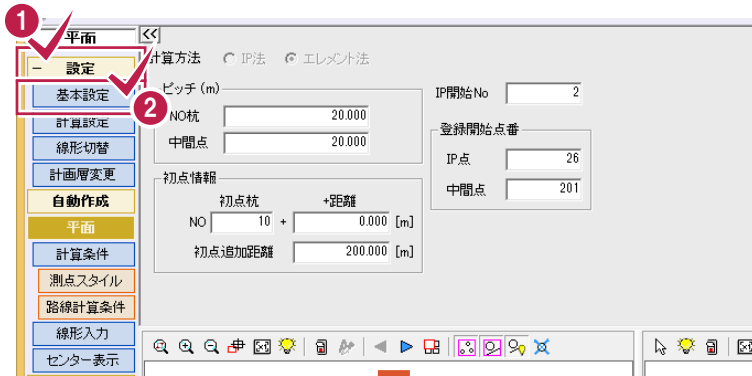 1
平面
<<
− 設定
基本設定
2
計算設定
線形切替
計画層変更
自動作成
平面
計算条件
測点スタイル
路線計算条件
線形入力
センター表示
計算方法 IP法 エレメント法
ピッチ (m)
NO杭 20.000
中間点 20.000
初点情報
初点杭 +距離
NO 10 + 0.000 [m]
初点追加距離 200.000 [m]
IP開始No 2
登録開始点番
IP点 26
中間点 201